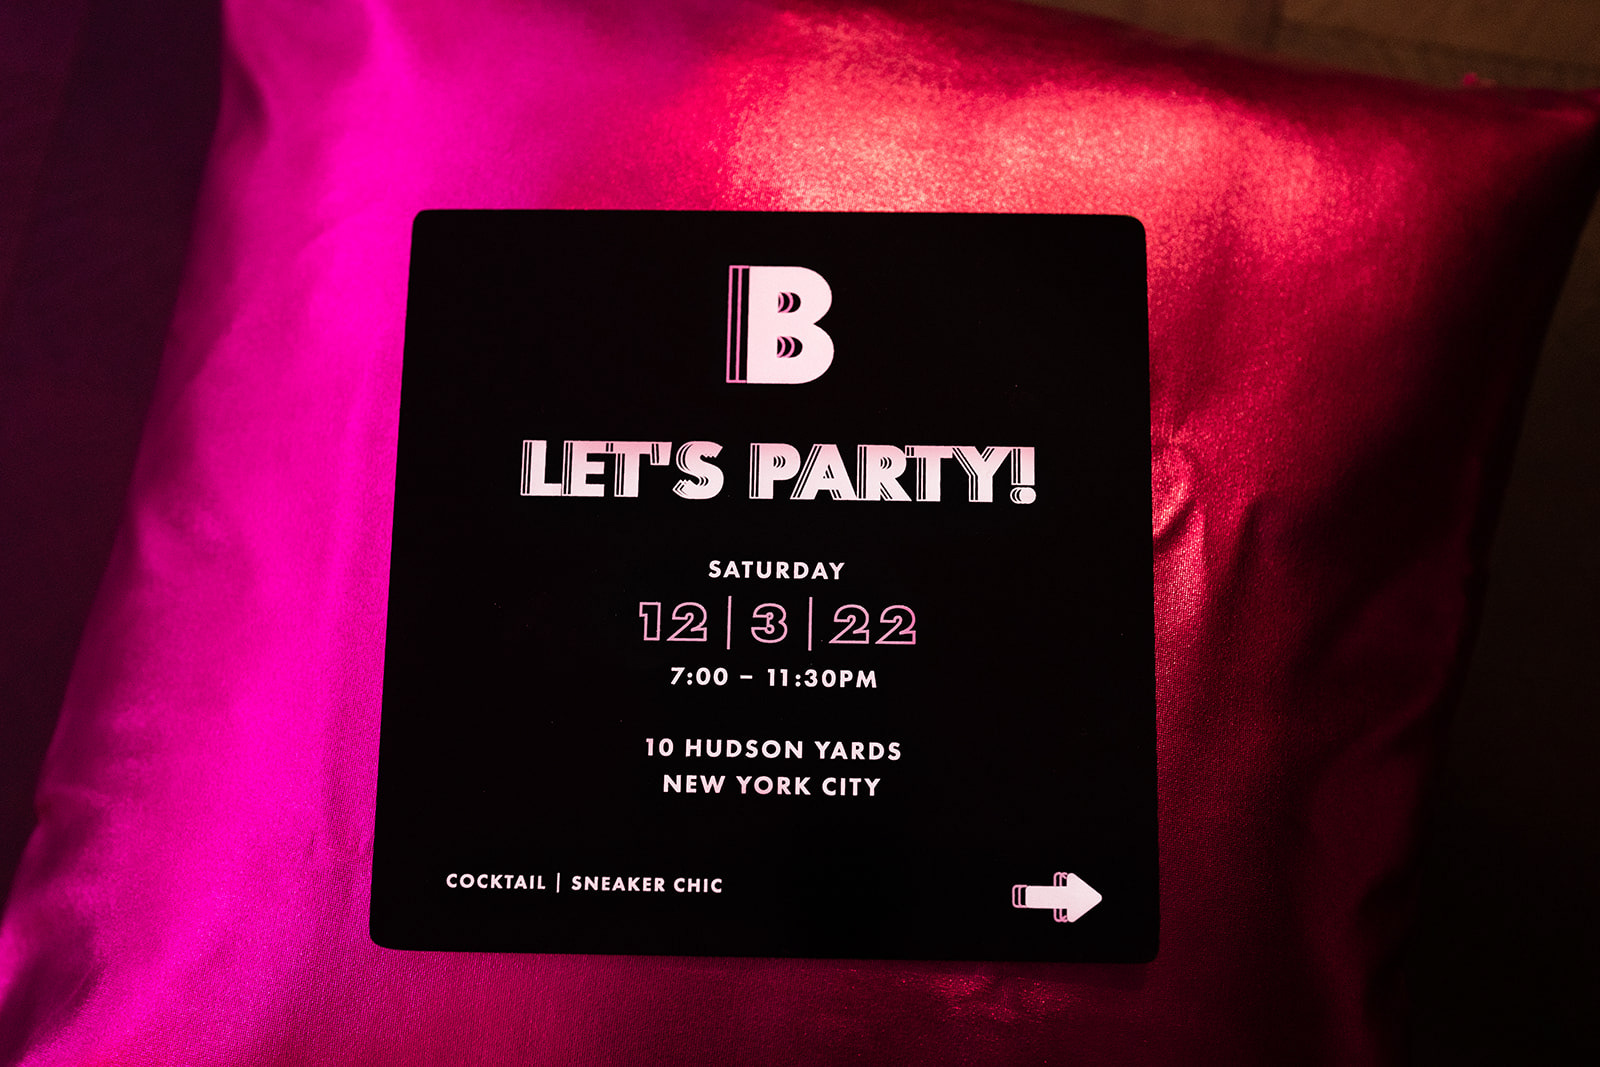 B
LET'S PARTY!
SATURDAY
12|3|22
7:00 – 11:30PM
10 HUDSON YARDS
NEW YORK CITY
COCKTAIL | SNEAKER CHIC